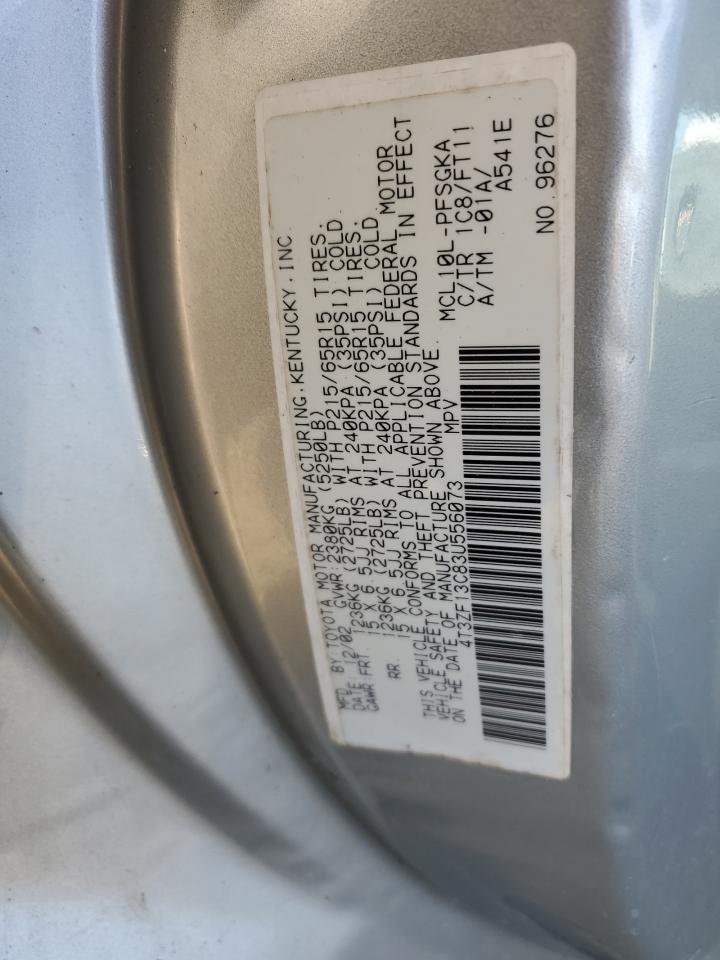 MFD. BY:TOYOTA MOTOR MANUFACTURING.KENTUCKY.INC.
DATE: 12/02 GVWR:2380KG (5250LB)
GAWR:FRT. 1236KG (2725LB) WITH P215/65R15 TIRES.
15 X 6.5JJ RIMS AT 240KPA (35PSI) COLD.
RR. 1236KG (2725LB) WITH P215/65R15 TIRES.
15 X 6.5JJ RIMS AT 240KPA (35PSI) COLD.
THIS VEHICLE CONFORMS TO ALL APPLICABLE FEDERAL MOTOR
VEHICLE SAFETY AND THEFT PREVENTION STANDARDS IN EFFECT
ON THE DATE OF MANUFACTURE SHOWN ABOVE.
4T3ZF13C83U556073 MPV
MCL10L-PFSGKA
C/TR 1C8/FT11
A/TM -01A/
A541E
NO.96276